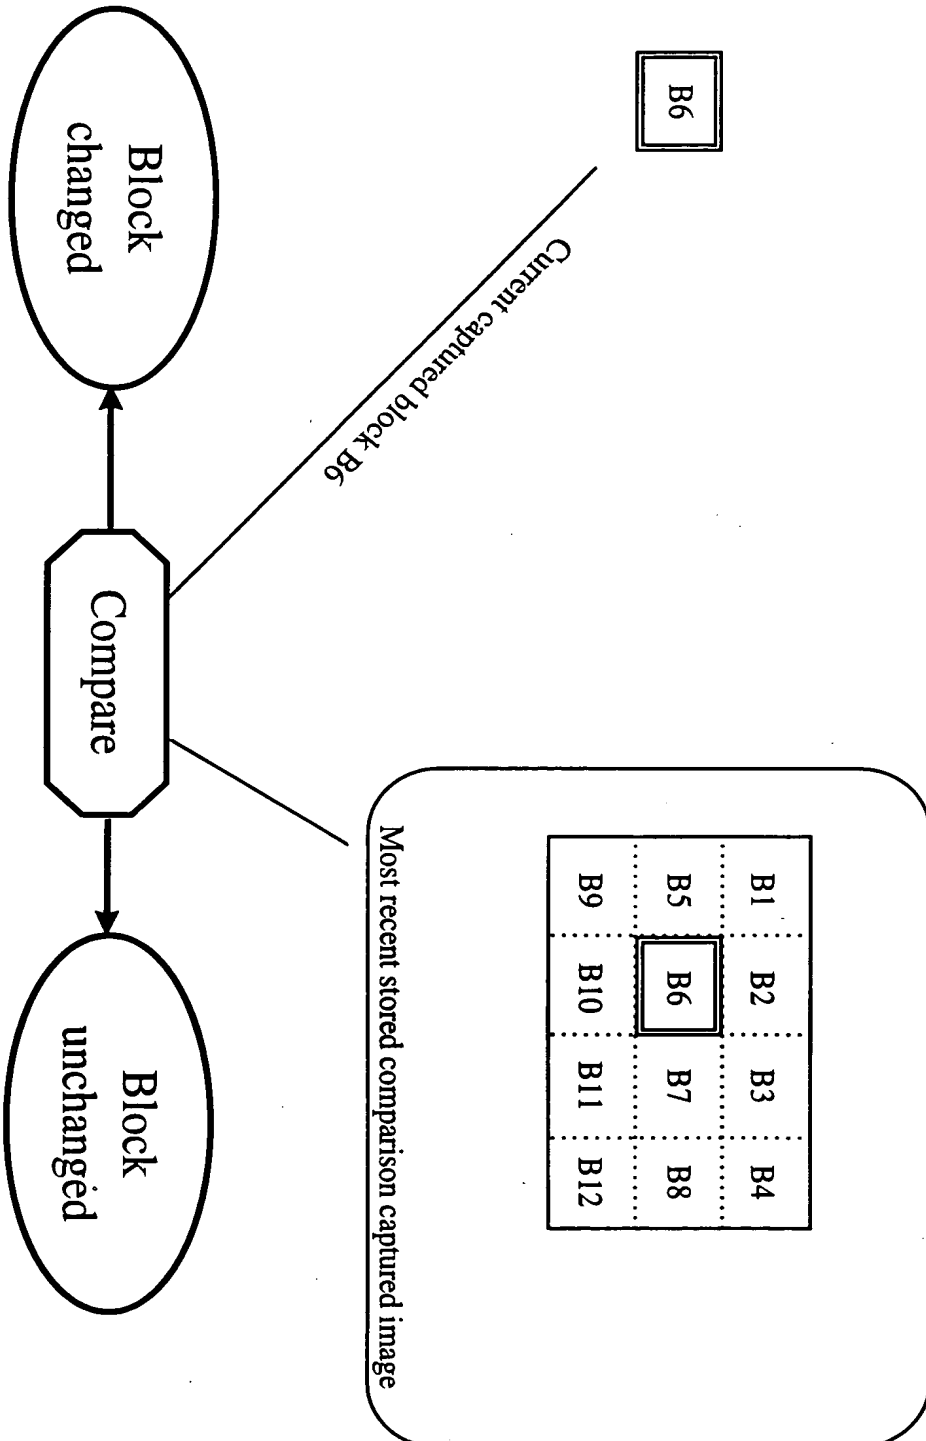 B6
Current captured block B6
B1 B2 B3 B4
B5 B6 B7 B8
B9 B10 B11 B12
Most recent stored comparison captured image
Compare
Block
changed
Block
unchanged